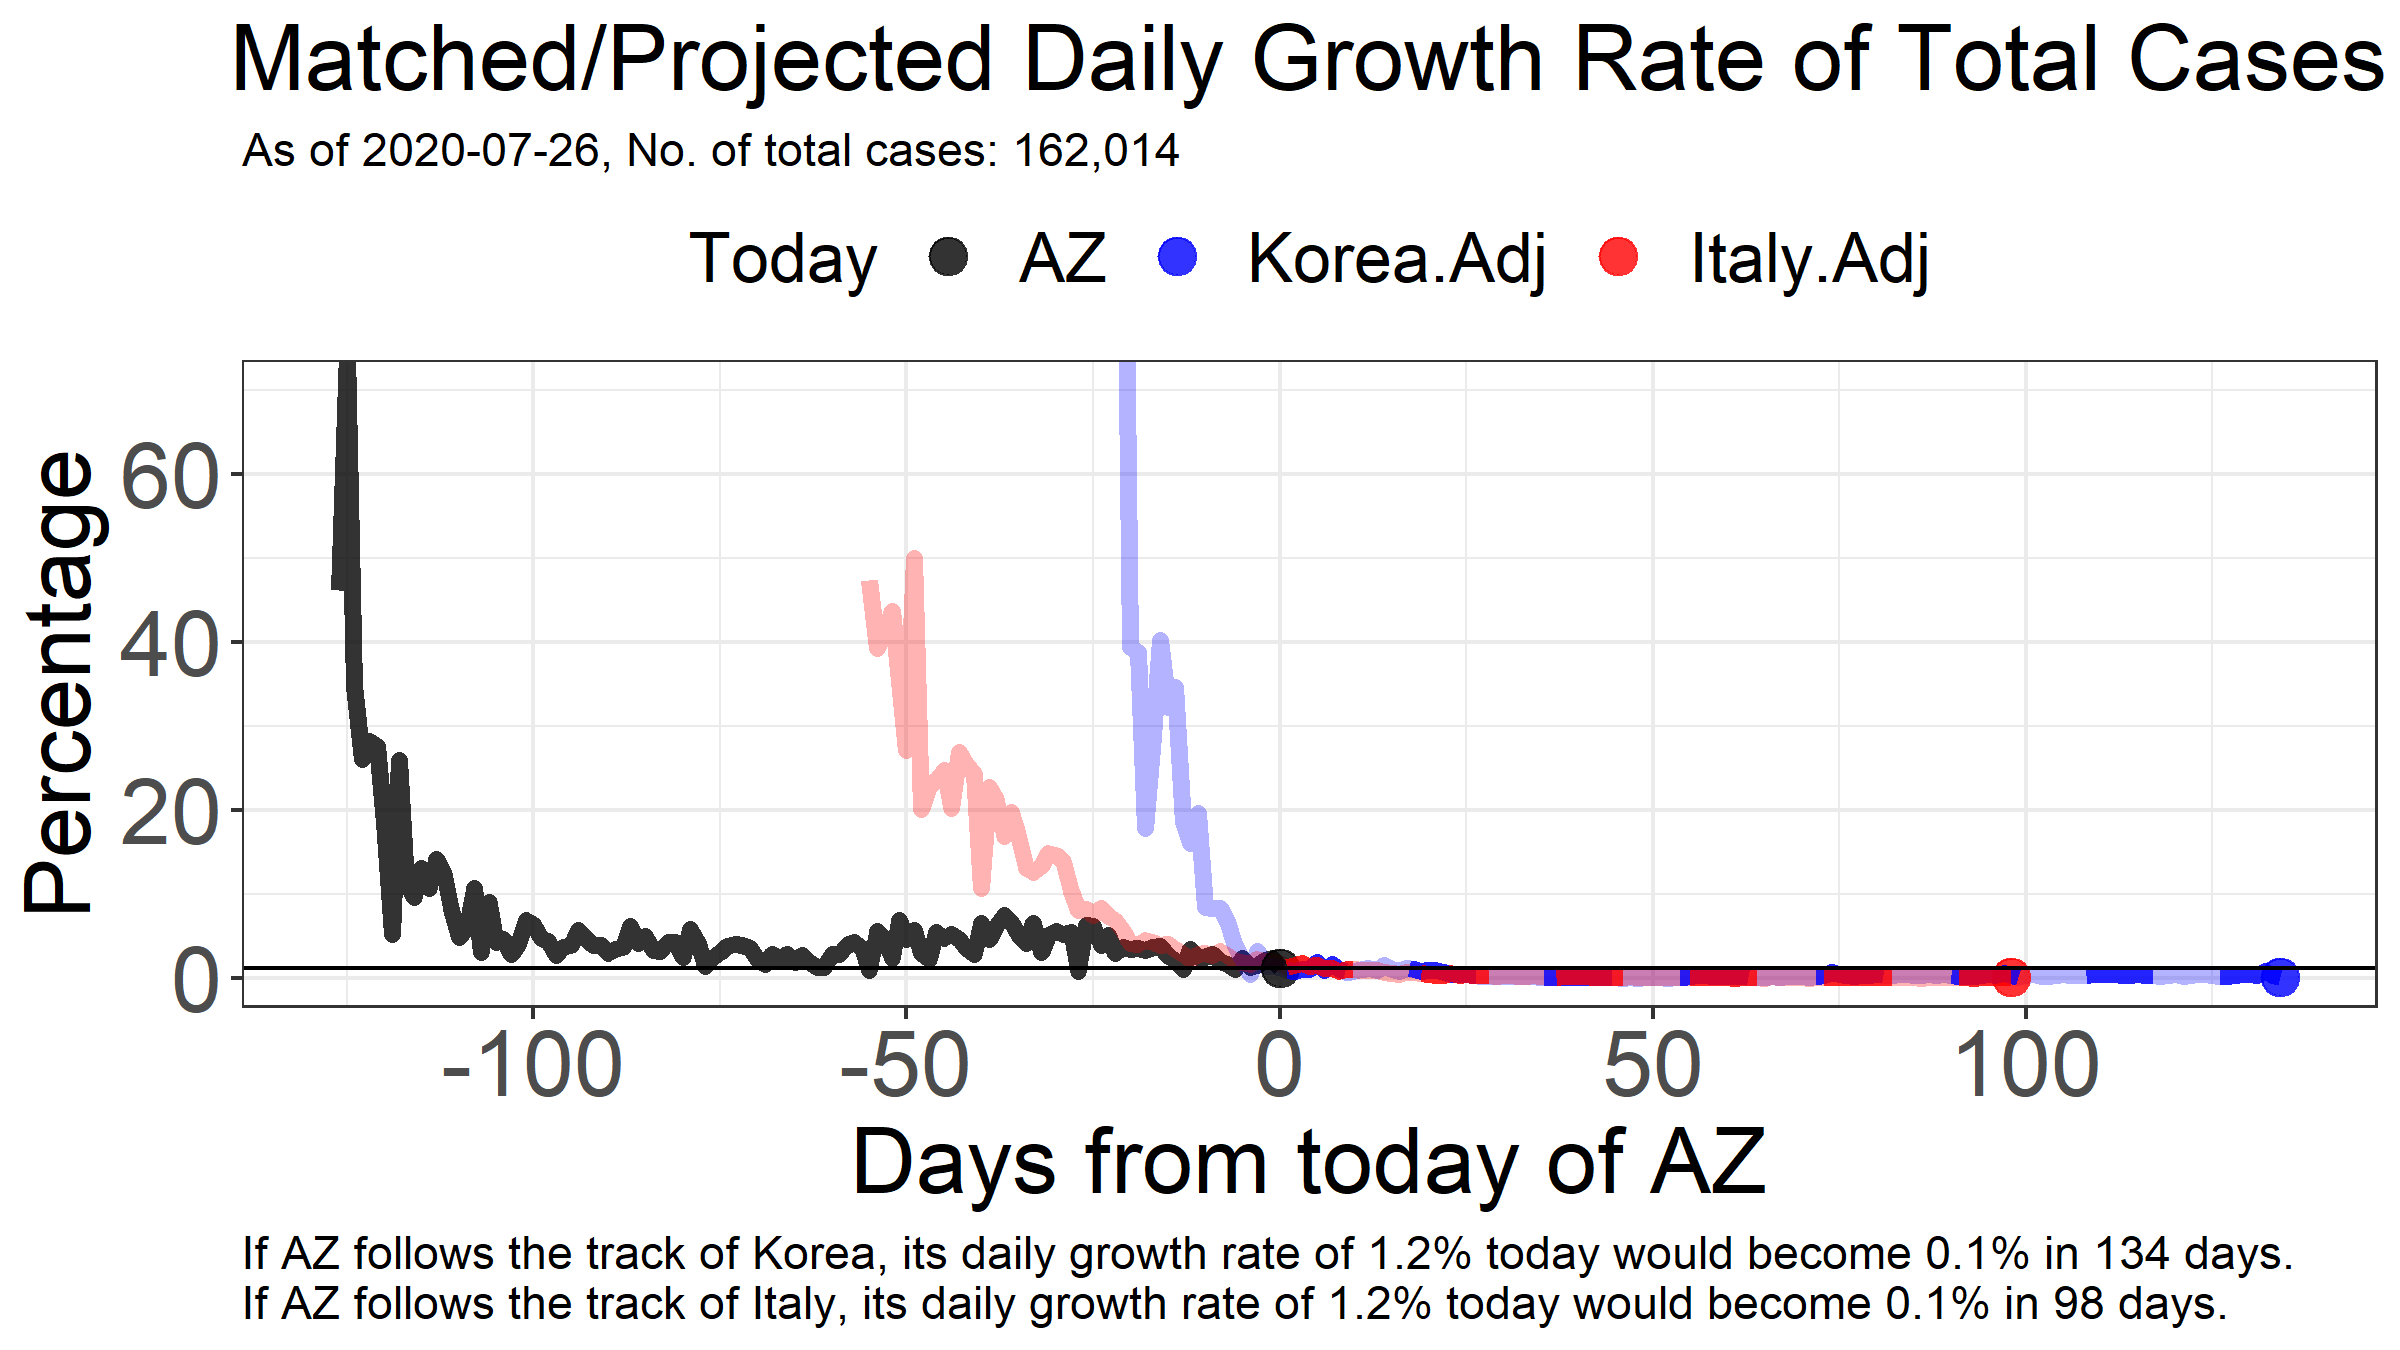 Matched/Projected Daily Growth Rate of Total Cases
As of 2020-07-26, No. of total cases: 162,014
Today AZ Korea.Adj Italy.Adj
Percentage
60
40
20
0
-100 -50 0 50 100
Days from today of AZ
If AZ follows the track of Korea, its daily growth rate of 1.2% today would become 0.1% in 134 days.
If AZ follows the track of Italy, its daily growth rate of 1.2% today would become 0.1% in 98 days.